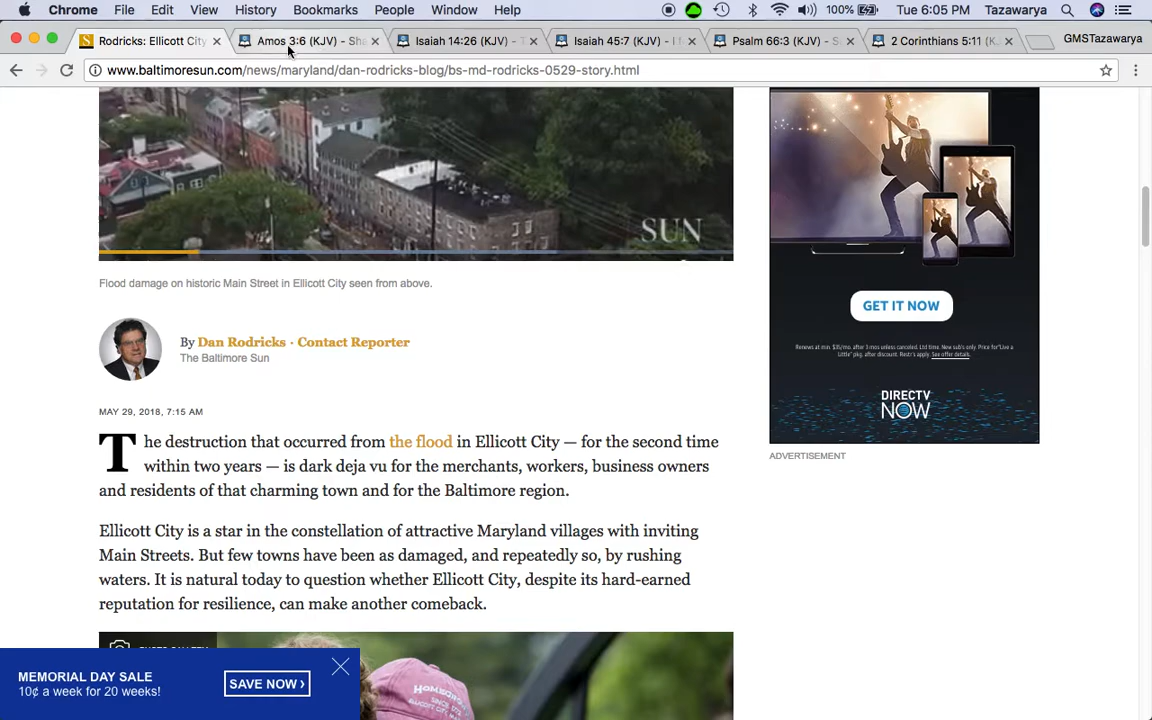 Chrome File Edit View History Bookmarks People Window Help 100% Tue 6:05 PM Tazawarya
Rodricks: Ellicott City Amos 3:6 (KJV) - Sha Isaiah 14:26 (KJV) - T Isaiah 45:7 (KJV) - I f Psalm 66:3 (KJV) - S 2 Corinthians 5:11 (K GMSTazawarya
www.baltimoresun.com/news/maryland/dan-rodricks-blog/bs-md-rodricks-0529-story.html
SUN
Flood damage on historic Main Street in Ellicott City seen from above.
By Dan Rodricks · Contact Reporter
The Baltimore Sun
MAY 29, 2018, 7:15 AM
The destruction that occurred from the flood in Ellicott City — for the second time
within two years — is dark deja vu for the merchants, workers, business owners
and residents of that charming town and for the Baltimore region.
Ellicott City is a star in the constellation of attractive Maryland villages with inviting
Main Streets. But few towns have been as damaged, and repeatedly so, by rushing
waters. It is natural today to question whether Ellicott City, despite its hard-earned
reputation for resilience, can make another comeback.
MEMORIAL DAY SALE
10¢ a week for 20 weeks!
SAVE NOW ›
GET IT NOW
DIRECTV
NOW
ADVERTISEMENT